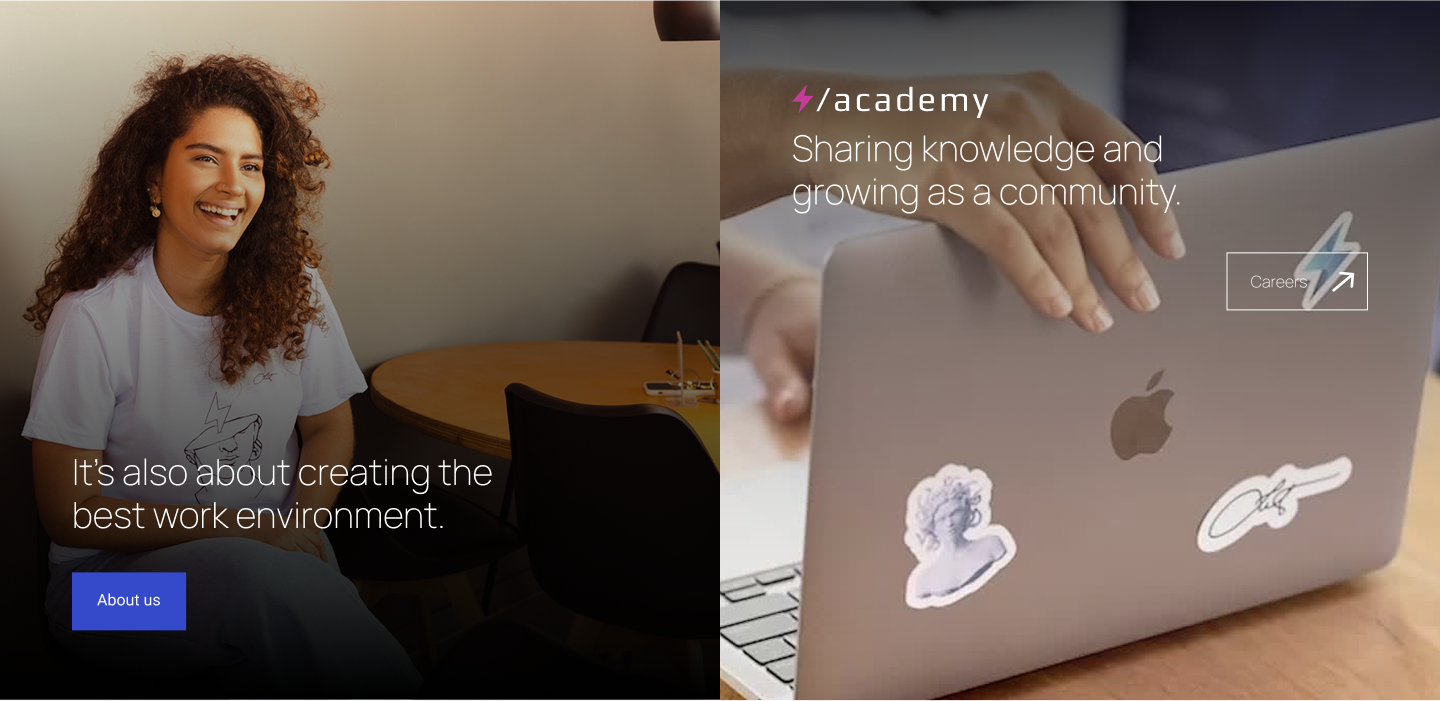 It's also about creating the
best work environment.
About us
/academy
Sharing knowledge and
growing as a community.
Careers